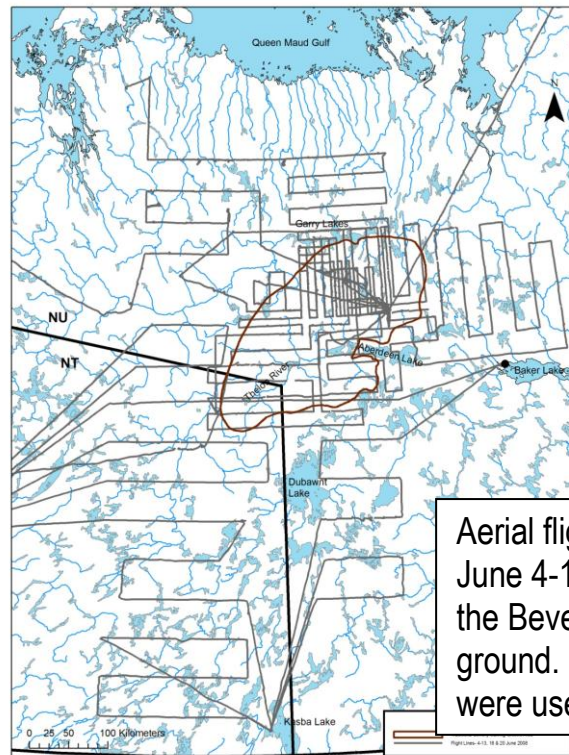 Queen Maud Gulf
N
Garry Lakes
NU
NT
Aberdeen Lake
Thelon River
Baker Lake
Dubawnt
Lake
Aerial flig
June 4-1
the Beve
ground.
were use
Kasba Lake
0 25 50 100 Kilometers